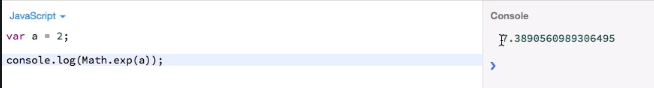 JavaScript
Console
var a = 2;
7.3890560989306495
console.log(Math.exp(a));